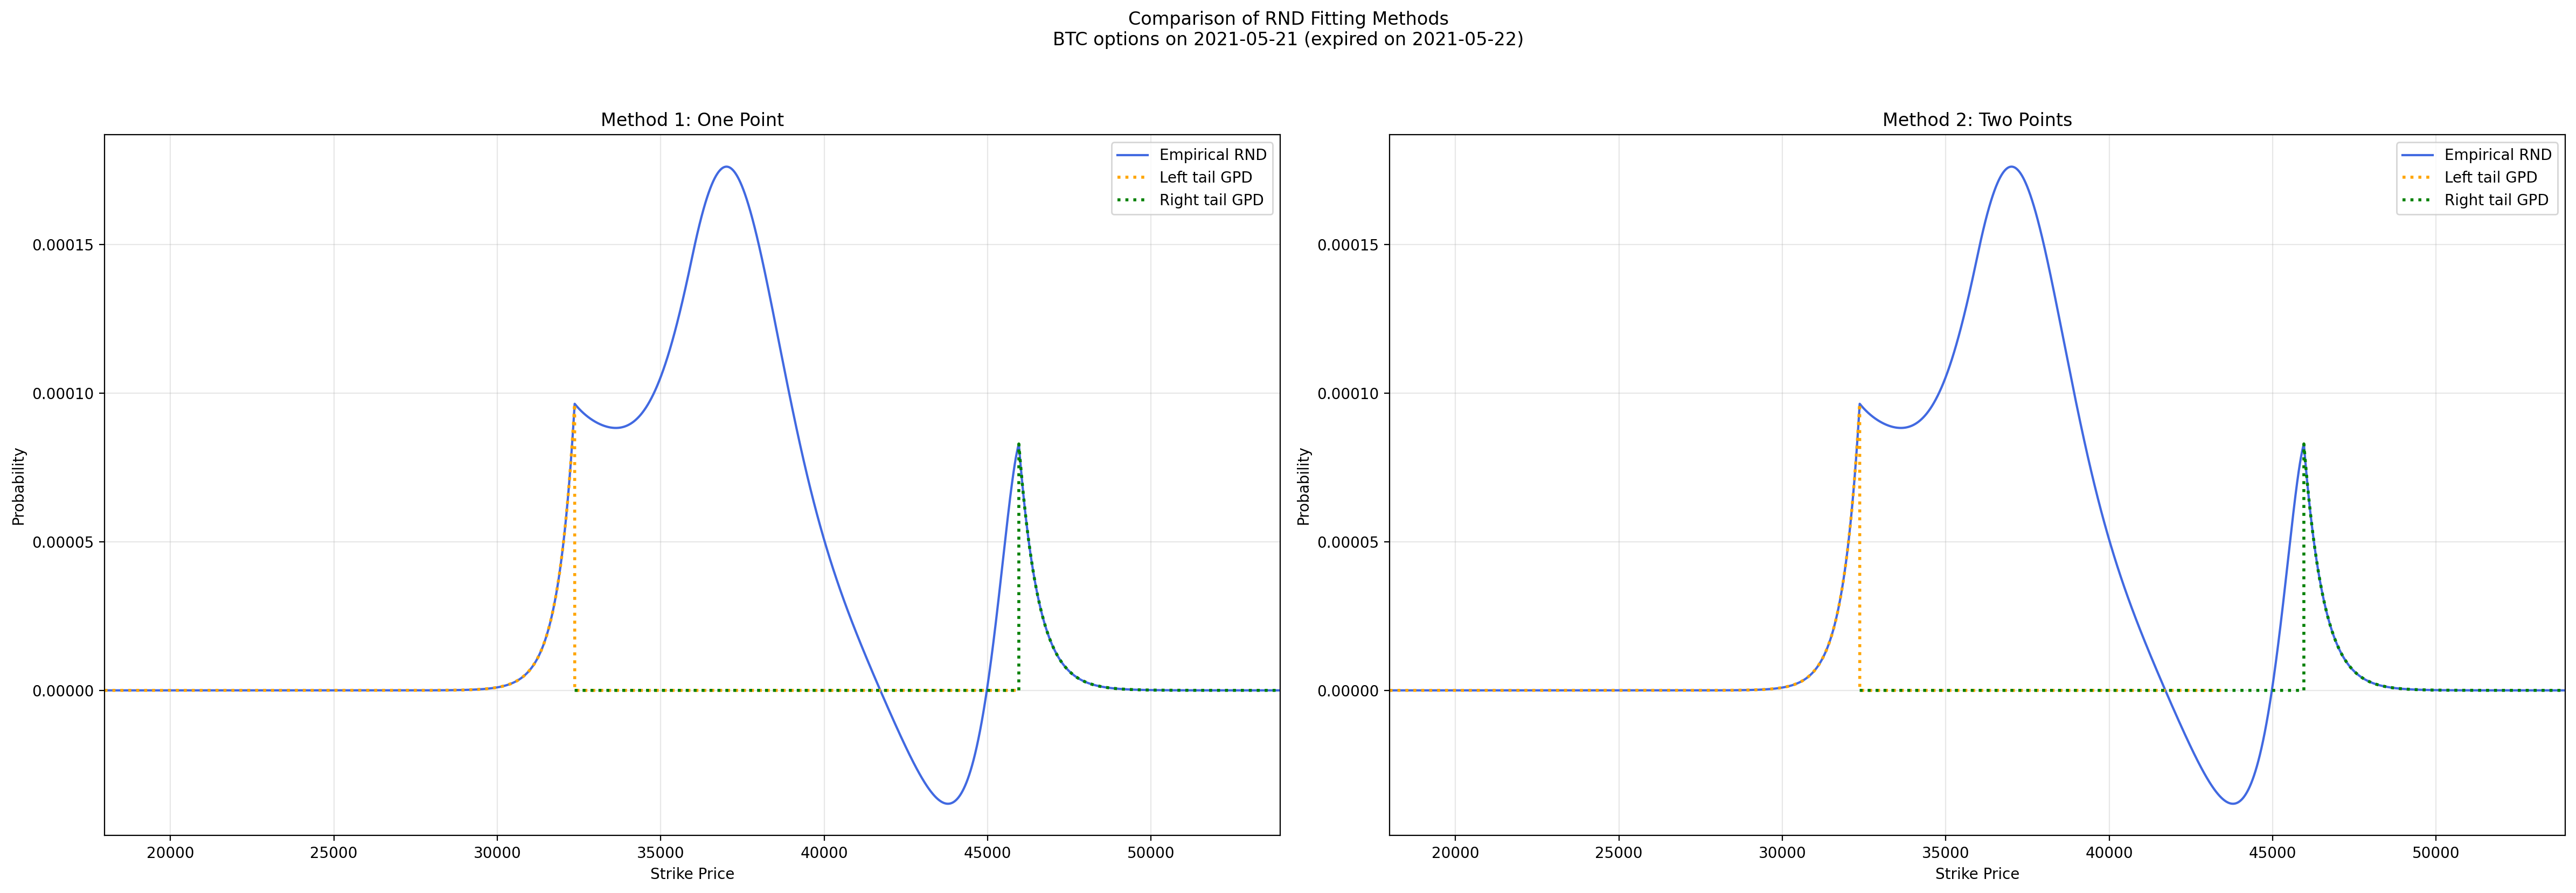 Comparison of RND Fitting Methods
BTC options on 2021-05-21 (expired on 2021-05-22)
Method 1: One Point
Empirical RND
Left tail GPD
Right tail GPD
0.00015
0.00010
0.00005
0.00000
Probability
20000 25000 30000 35000 40000 45000 50000
Strike Price
Method 2: Two Points
Empirical RND
Left tail GPD
Right tail GPD
0.00015
0.00010
0.00005
0.00000
Probability
20000 25000 30000 35000 40000 45000 50000
Strike Price